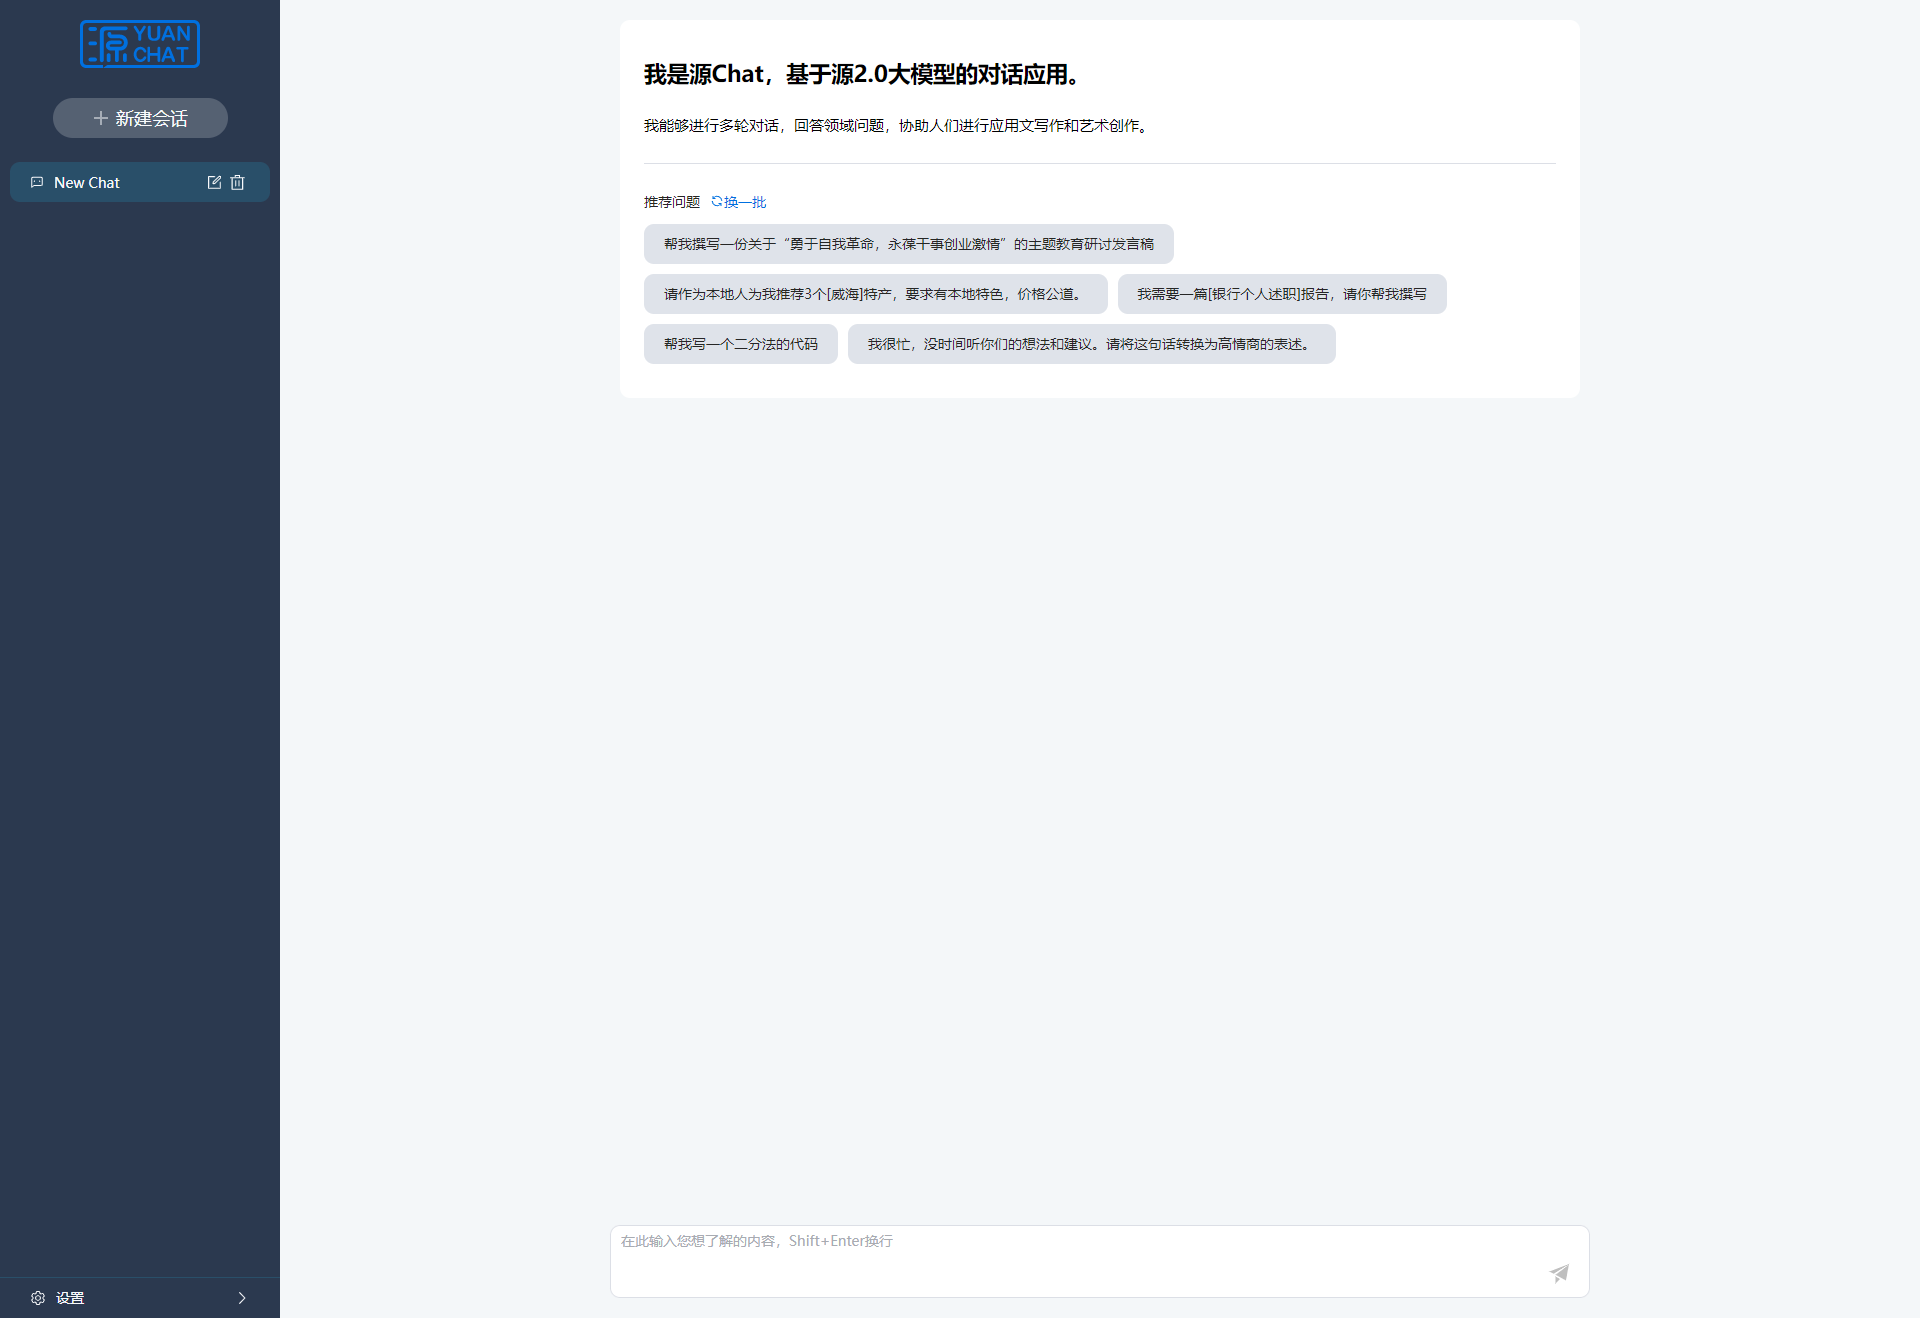 源 YUAN CHAT
新建会话
New Chat
我是源Chat，基于源2.0大模型的对话应用。
我能够进行多轮对话，回答领域问题，协助人们进行应用文写作和艺术创作。
推荐问题 换一批
帮我撰写一份关于“勇于自我革命，永葆干事创业激情”的主题教育研讨发言稿
请作为本地人为我推荐3个[威海]特产，要求有本地特色，价格公道。
我需要一篇[银行个人述职]报告，请你帮我撰写
帮我写一个二分法的代码
我很忙，没时间听你们的想法和建议。请将这句话转换为高情商的表述。
在此输入您想了解的内容，Shift+Enter换行
设置